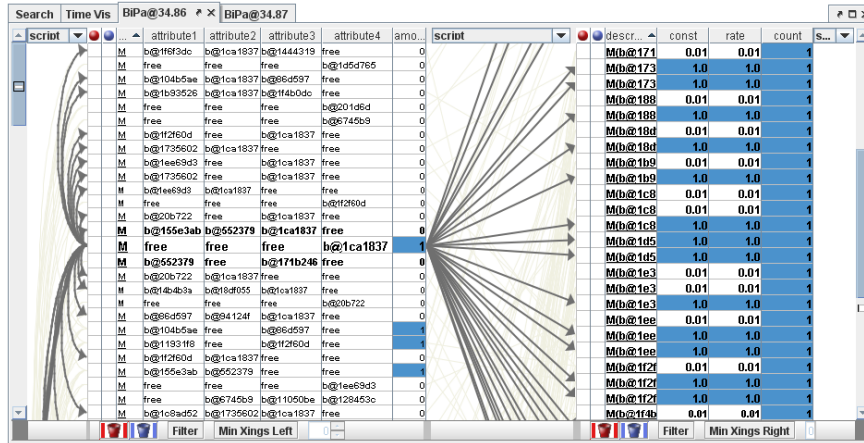 Search Time Vis BiPa@34.86 BiPa@34.87
script ... attribute1 attribute2 attribute3 attribute4 amo... script descr... const rate count s...
M b@1f6f3dc b@1ca1837 b@1444319 free 0 M(b@171 0.01 0.01 1
M free free free b@1d5d765 0 M(b@173 1.0 1.0 1
M b@104b5ae free b@86d597 free 0 M(b@173 1.0 1.0 1
M b@1b93526 free b@1f4b0dc free 0 M(b@188 0.01 0.01 1
M free free free b@201d6d 0 M(b@188 1.0 1.0 1
M free free free b@6745b9 0 M(b@18d 0.01 0.01 1
M b@1f2f60d free b@1ca1837 free 0 M(b@18d 1.0 1.0 1
M b@1735602 b@1ca1837 free free 0 M(b@1b9 0.01 0.01 1
M b@1ee69d3 free b@1ca1837 free 0 M(b@1b9 1.0 1.0 1
M b@1735602 free b@1ca1837 free 0 M(b@1c8 0.01 0.01 1
M b@1ee69d3 b@1ca1837 free free 0 M(b@1c8 0.01 0.01 1
M free free free b@1f2f60d 0 M(b@1c8 1.0 1.0 1
M b@20b722 free b@1ca1837 free 0 M(b@1d5 1.0 1.0 1
M b@155e3ab b@552379 b@1ca1837 free 0 M(b@1d5 1.0 1.0 1
M free free free b@1ca1837 1 M(b@1e3 0.01 0.01 1
M b@552379 free b@171b246 free 0 M(b@1e3 0.01 0.01 1
M b@20b722 b@1ca1837 free free 0 M(b@1e3 1.0 1.0 1
M b@14b4b3a b@18df055 b@1ca1837 free 0 M(b@1ee 0.01 0.01 1
M free free free b@20b722 0 M(b@1ee 1.0 1.0 1
M b@86d597 b@94124f b@1ca1837 free 0 M(b@1ee 1.0 1.0 1
M b@104b5ae free b@86d597 free 1 M(b@1f2f 0.01 0.01 1
M b@11931f8 free b@1f2f60d free 1 M(b@1f2f 1.0 1.0 1
M b@1f2f60d b@1ca1837 free free 0 M(b@1f2f 1.0 1.0 1
M b@155e3ab b@552379 free free 1 M(b@1f4b 0.01 0.01 1
M free free free b@1ee69d3 0
M free b@6745b9 b@11050be b@128453c 0
M b@1c8ad52 b@1735602 b@1ca1837 free 0
Filter Min Xings Left 0 Filter Min Xings Right 0